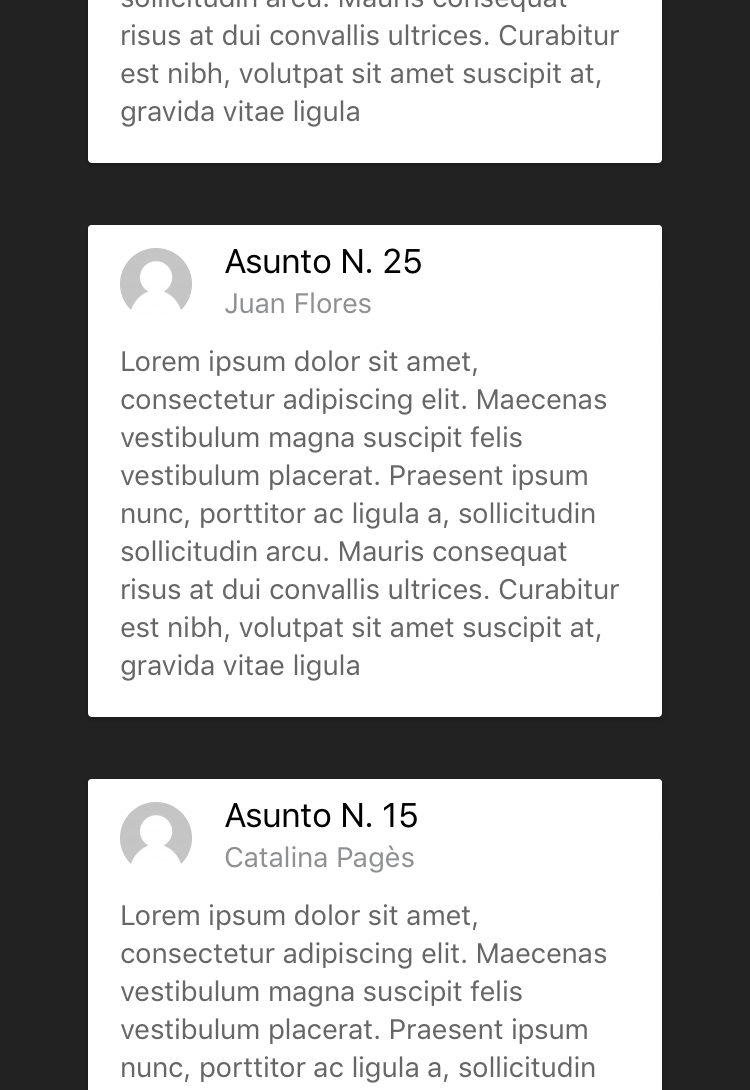 sollicitudin arcu. Mauris consequat
risus at dui convallis ultrices. Curabitur
est nibh, volutpat sit amet suscipit at,
gravida vitae ligula
Asunto N. 25
Juan Flores
Lorem ipsum dolor sit amet,
consectetur adipiscing elit. Maecenas
vestibulum magna suscipit felis
vestibulum placerat. Praesent ipsum
nunc, porttitor ac ligula a, sollicitudin
sollicitudin arcu. Mauris consequat
risus at dui convallis ultrices. Curabitur
est nibh, volutpat sit amet suscipit at,
gravida vitae ligula
Asunto N. 15
Catalina Pagès
Lorem ipsum dolor sit amet,
consectetur adipiscing elit. Maecenas
vestibulum magna suscipit felis
vestibulum placerat. Praesent ipsum
nunc, porttitor ac ligula a, sollicitudin